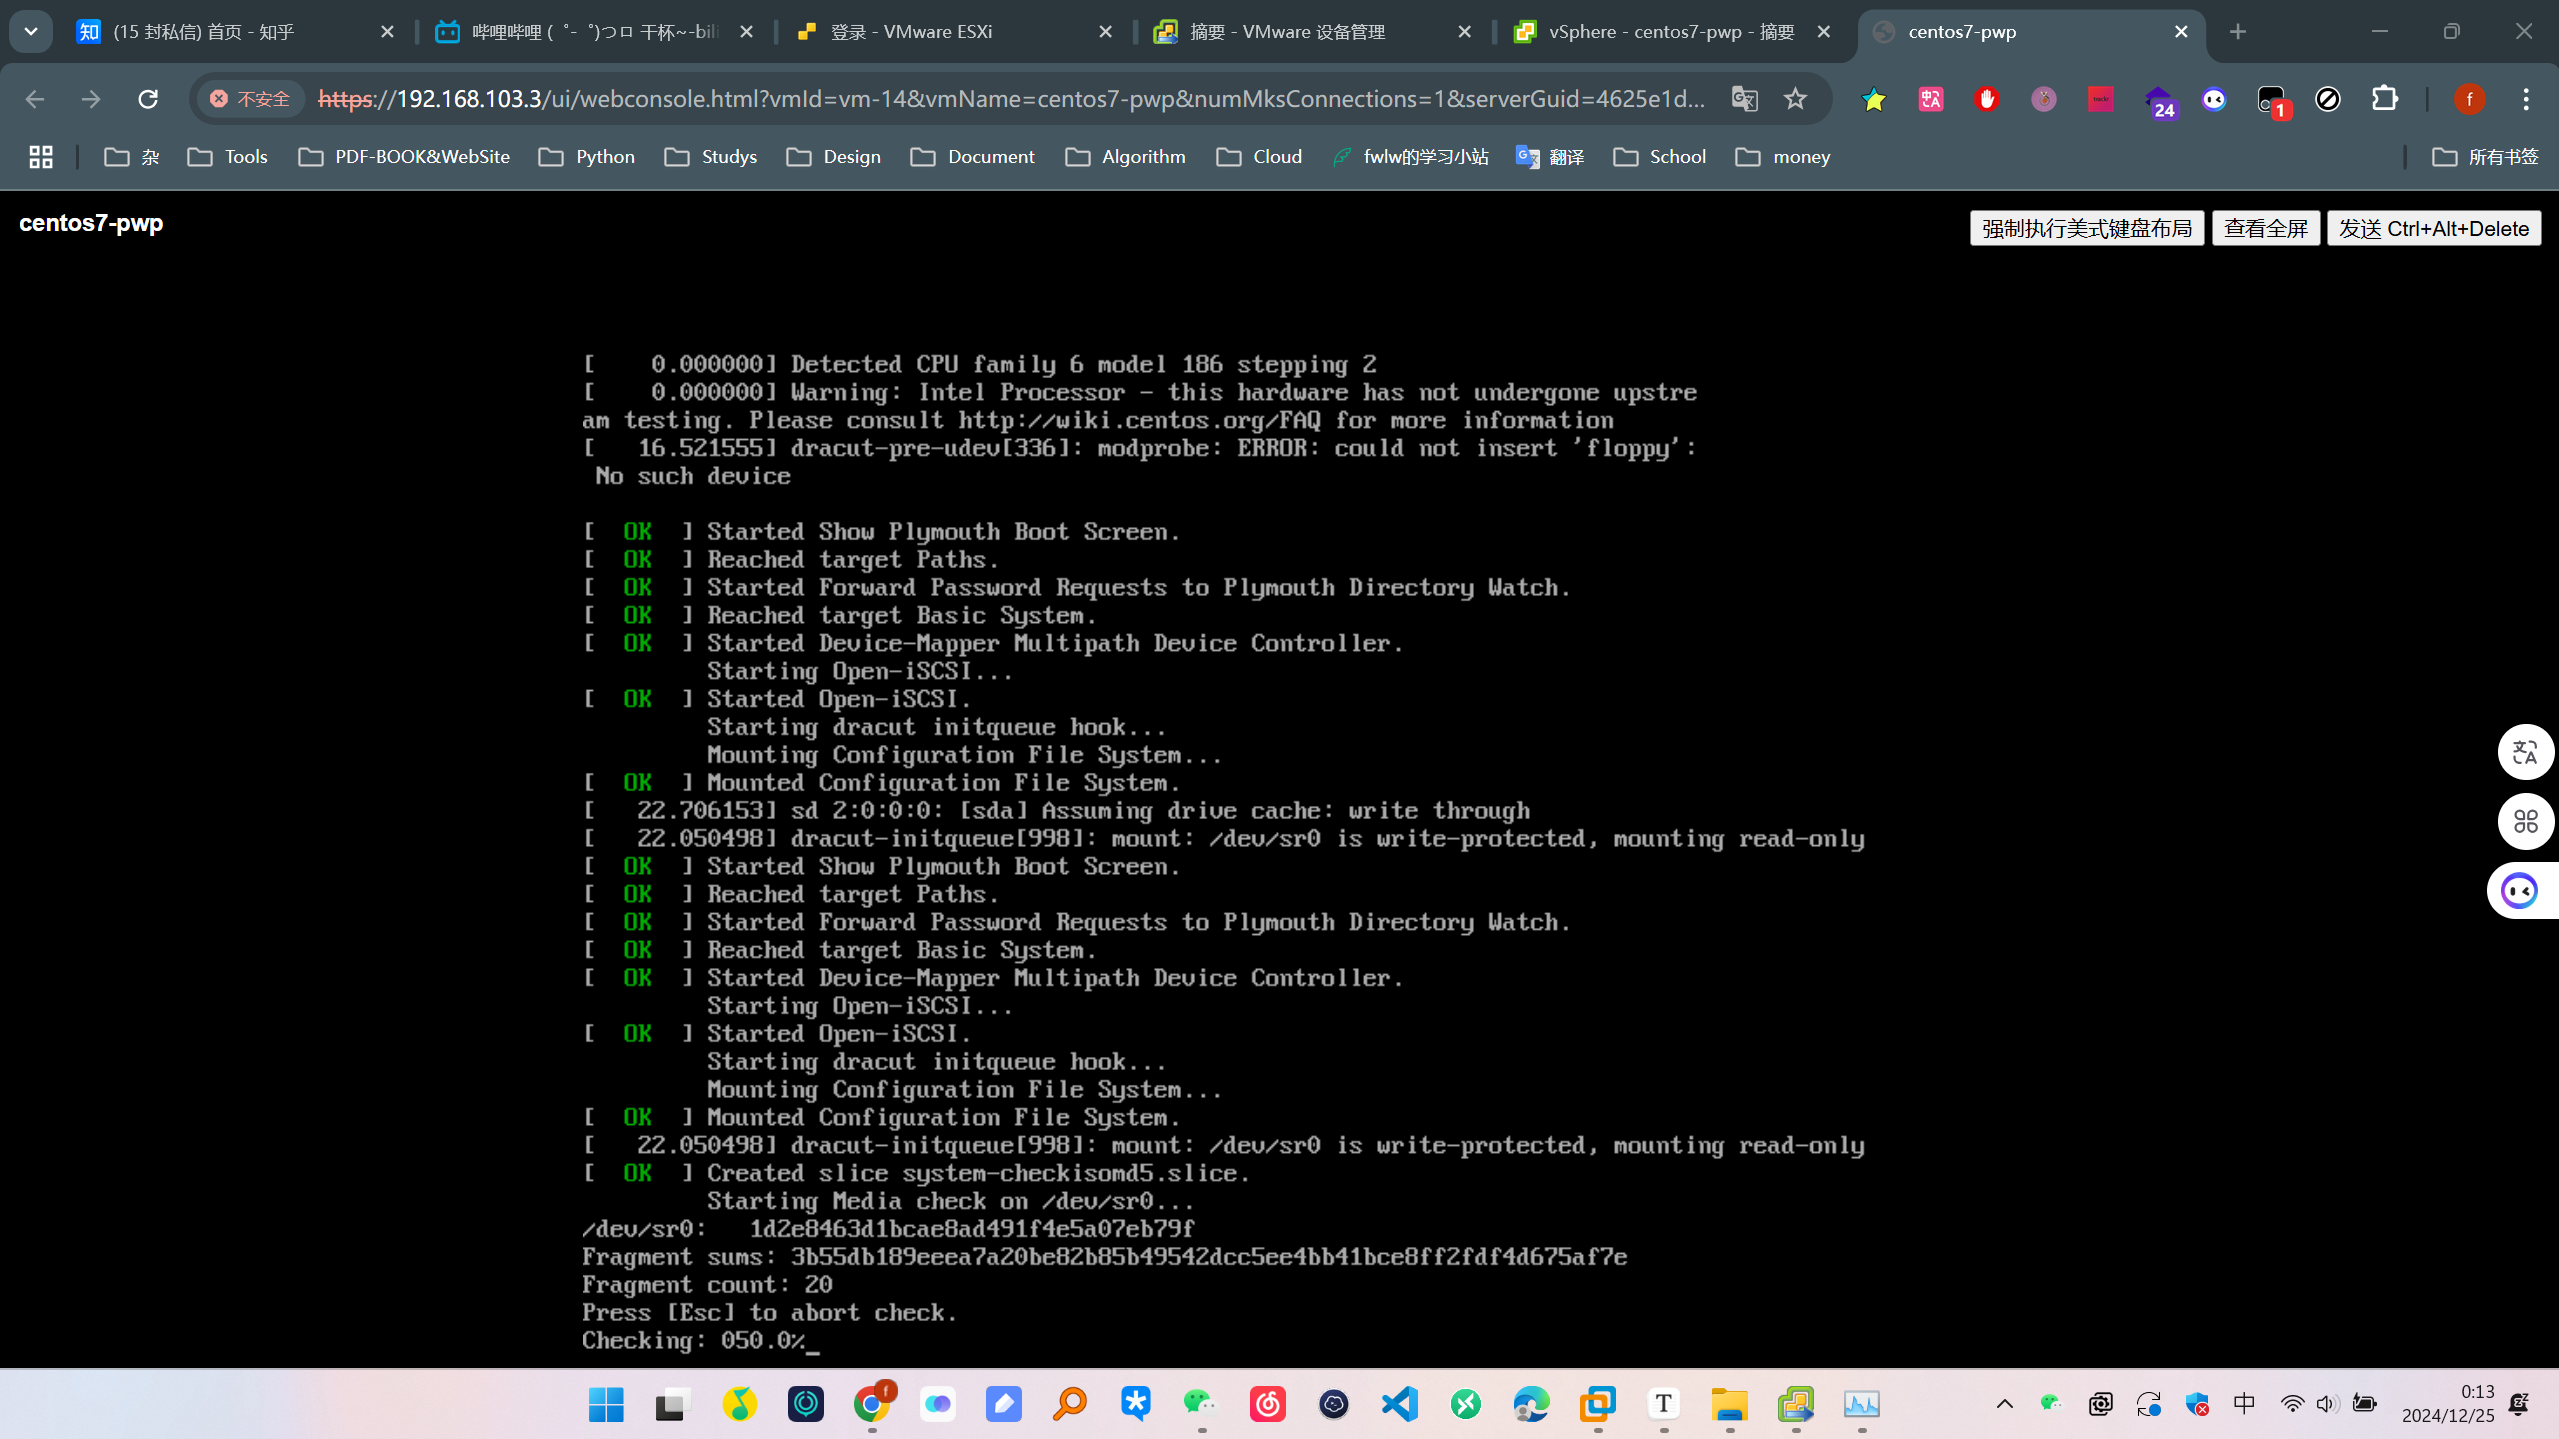 (15 封私信) 首页 - 知乎
哔哩哔哩 (゜-゜)つロ 干杯~-bili
登录 - VMware ESXi
摘要 - VMware 设备管理
vSphere - centos7-pwp - 摘要
centos7-pwp
不安全 https://192.168.103.3/ui/webconsole.html?vmId=vm-14&vmName=centos7-pwp&numMksConnections=1&serverGuid=4625e1d...
24
1
f
杂 Tools PDF-BOOK&WebSite Python Studys Design Document Algorithm Cloud fwlw的学习小站 翻译 School money 所有书签
centos7-pwp
强制执行美式键盘布局 查看全屏 发送 Ctrl+Alt+Delete
[    0.000000] Detected CPU family 6 model 186 stepping 2
[    0.000000] Warning: Intel Processor - this hardware has not undergone upstre
am testing. Please consult http://wiki.centos.org/FAQ for more information
[   16.521555] dracut-pre-udev[336]: modprobe: ERROR: could not insert 'floppy':
 No such device
[  OK  ] Started Show Plymouth Boot Screen.
[  OK  ] Reached target Paths.
[  OK  ] Started Forward Password Requests to Plymouth Directory Watch.
[  OK  ] Reached target Basic System.
[  OK  ] Started Device-Mapper Multipath Device Controller.
         Starting Open-iSCSI...
[  OK  ] Started Open-iSCSI.
         Starting dracut initqueue hook...
         Mounting Configuration File System...
[  OK  ] Mounted Configuration File System.
[   22.706153] sd 2:0:0:0: [sda] Assuming drive cache: write through
[   22.050498] dracut-initqueue[998]: mount: /dev/sr0 is write-protected, mounting read-only
[  OK  ] Started Show Plymouth Boot Screen.
[  OK  ] Reached target Paths.
[  OK  ] Started Forward Password Requests to Plymouth Directory Watch.
[  OK  ] Reached target Basic System.
[  OK  ] Started Device-Mapper Multipath Device Controller.
         Starting Open-iSCSI...
[  OK  ] Started Open-iSCSI.
         Starting dracut initqueue hook...
         Mounting Configuration File System...
[  OK  ] Mounted Configuration File System.
[   22.050498] dracut-initqueue[998]: mount: /dev/sr0 is write-protected, mounting read-only
[  OK  ] Created slice system-checkisomd5.slice.
         Starting Media check on /dev/sr0...
/dev/sr0:   1d2e8463d1bcae8ad491f4e5a07eb79f
Fragment sums: 3b55db189eeea7a20be82b85b49542dcc5ee4bb41bce8ff2fdf4d675af7e
Fragment count: 20
Press [Esc] to abort check.
Checking: 050.0%_
中
0:13
2024/12/25